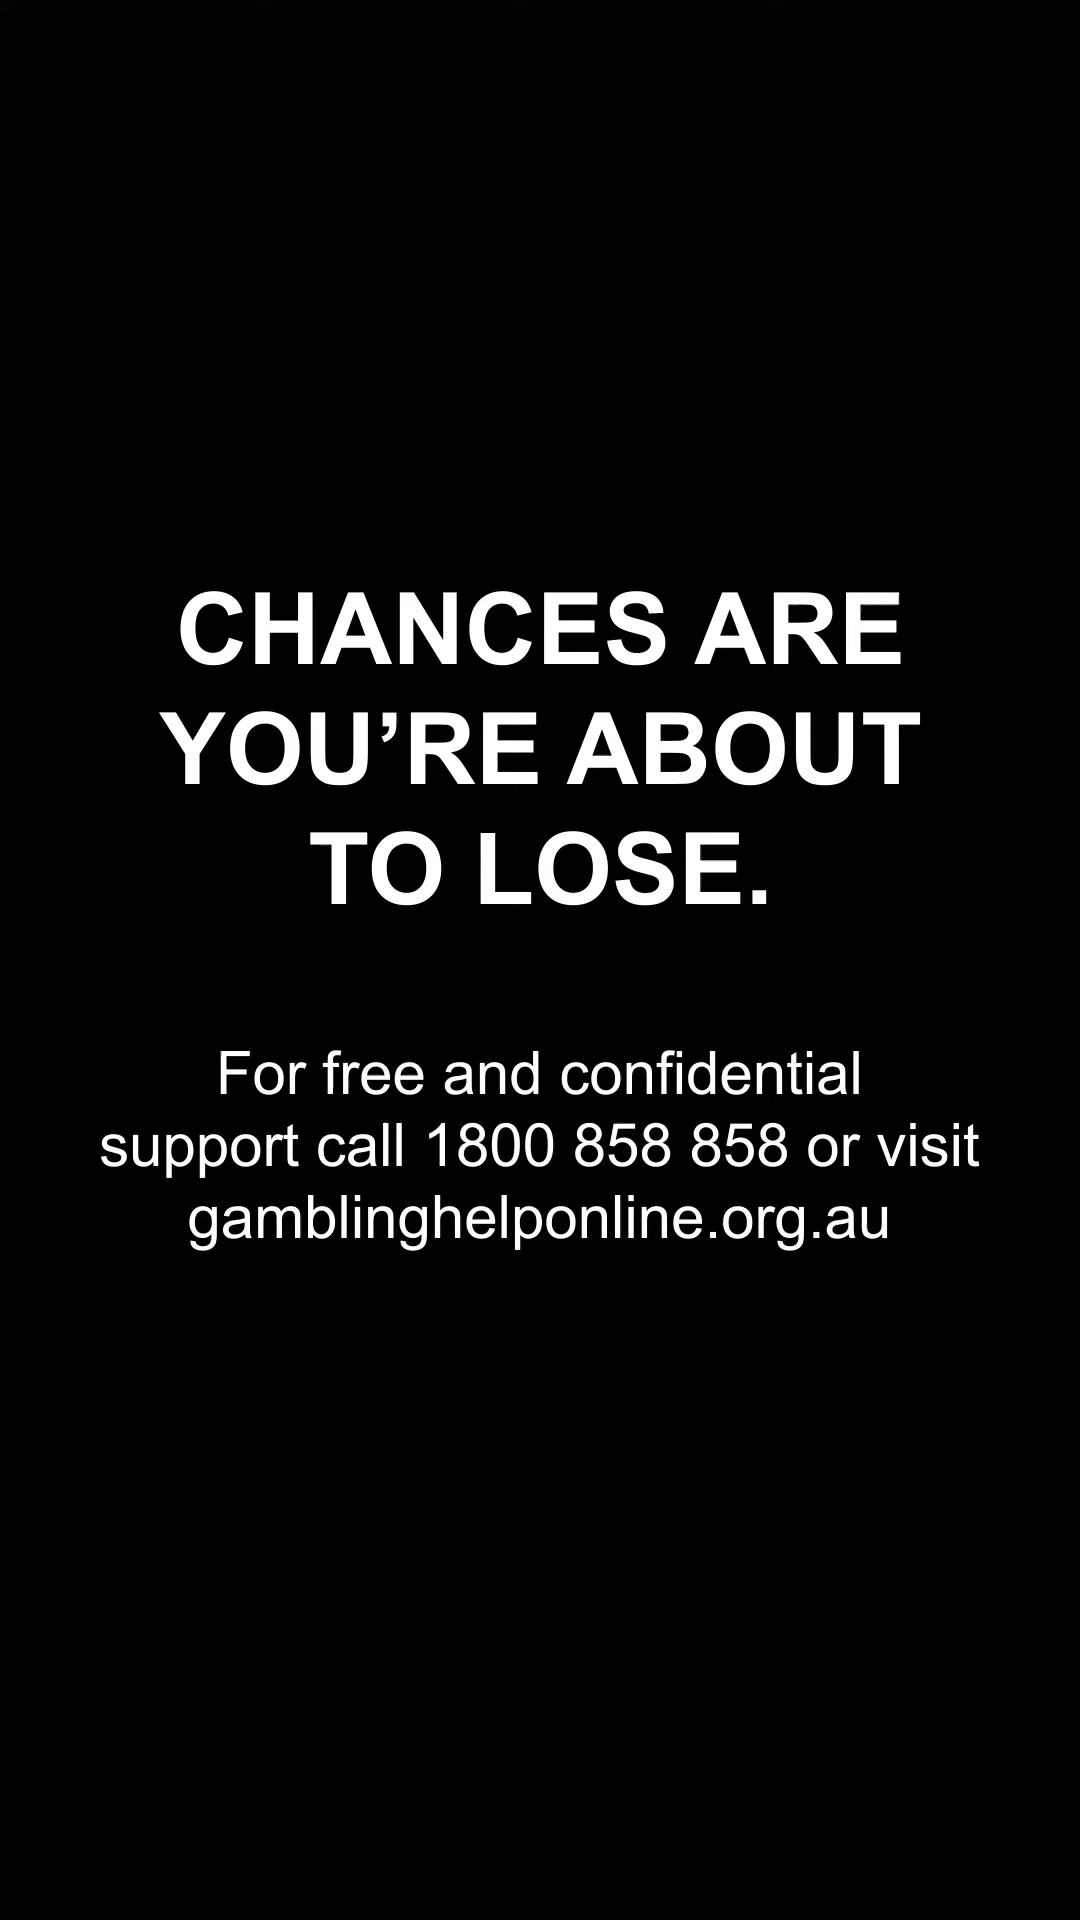 CHANCES ARE
YOU’RE ABOUT
TO LOSE.
For free and confidential
support call 1800 858 858 or visit
gamblinghelponline.org.au